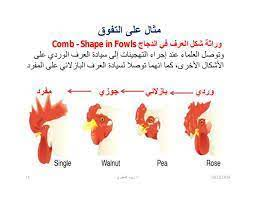 مثال على التفوق
وراثة شكل العرف في الدجاج Comb - Shape in Fowls
وتوصل العلماء عند إجراء التهجينات إلى سيادة العرف الوردي على
الأشكال الأخرى، كما انهما توصلا لسيادة العرف البازلاني على المفرد
وردي بازلاني جوزي مفرد
Single Walnut Pea Rose